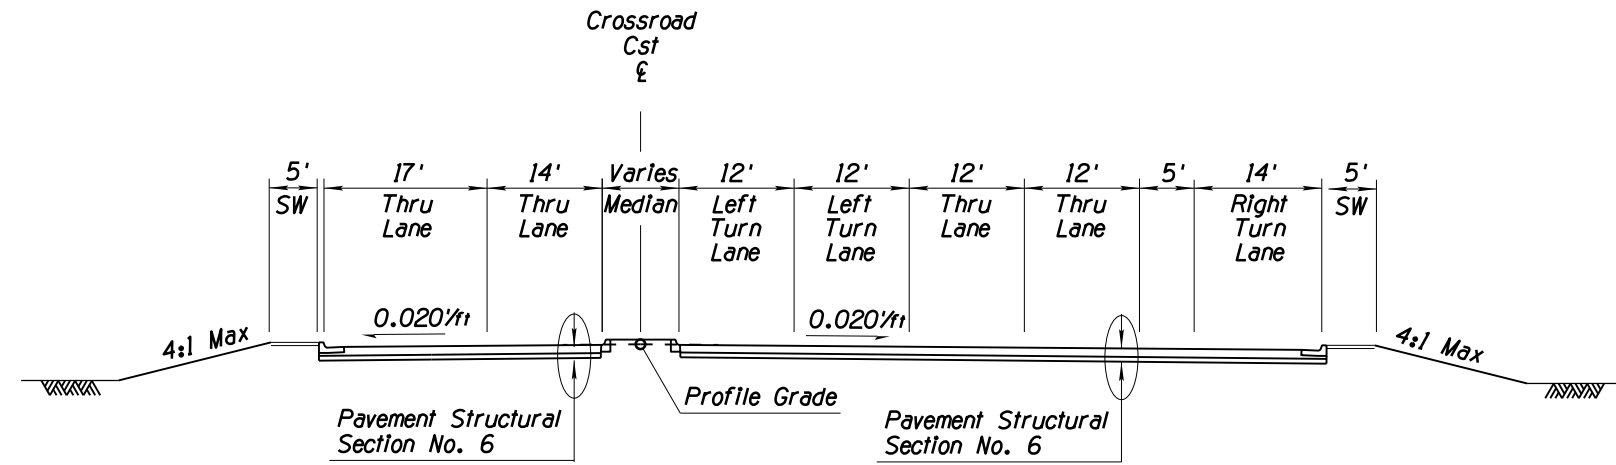 Crossroad
Cst
℄
5' 17' 14' Varies 12' 12' 12' 12' 5' 14' 5'
SW Thru Thru Median Left Left Thru Thru Right SW
Lane Lane Turn Turn Lane Lane Turn
Lane Lane Lane
4:1 Max 0.020'/ft 0.020'/ft 4:1 Max
Profile Grade
Pavement Structural
Section No. 6
Pavement Structural
Section No. 6